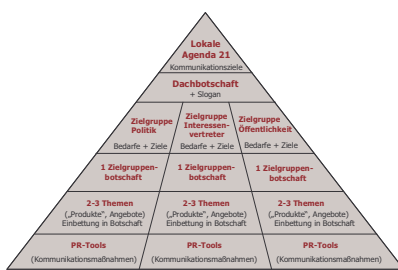 Lokale
Agenda 21
Kommunikationsziele
Dachbotschaft
+ Slogan
Zielgruppe
Politik
Bedarfe + Ziele
Zielgruppe
Interessen-
vertreter
Bedarfe + Ziele
Zielgruppe
Öffentlichkeit
Bedarfe + Ziele
1 Zielgruppen-
botschaft
1 Zielgruppen-
botschaft
1 Zielgruppen-
botschaft
2-3 Themen
(„Produkte“, Angebote)
Einbettung in Botschaft
2-3 Themen
(„Produkte“, Angebote)
Einbettung in Botschaft
2-3 Themen
(„Produkte“, Angebote)
Einbettung in Botschaft
PR-Tools
(Kommunikationsmaßnahmen)
PR-Tools
(Kommunikationsmaßnahmen)
PR-Tools
(Kommunikationsmaßnahmen)